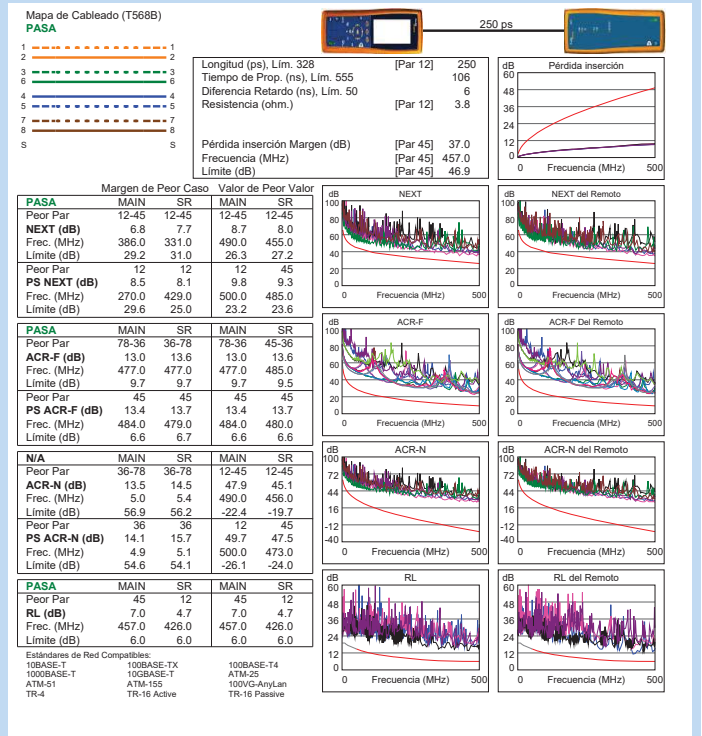 Mapa de Cableado (T568B)
PASA
1 1
2 2
3 3
6 6
4 4
5 5
7 7
8 8
S S
250 ps
Longitud (ps), Lím. 328 [Par 12] 250
Tiempo de Prop. (ns), Lím. 555 106
Diferencia Retardo (ns), Lím. 50 6
Resistencia (ohm.) [Par 12] 3.8
Pérdida inserción Margen (dB) [Par 45] 37.0
Frecuencia (MHz) [Par 45] 457.0
Límite (dB) [Par 45] 46.9
dB Pérdida inserción
60
48
36
24
12
0
0 Frecuencia (MHz) 500
Margen de Peor Caso Valor de Peor Valor
PASA MAIN SR MAIN SR
Peor Par 12-45 12-45 12-45 12-45
NEXT (dB) 6.8 7.7 8.7 8.0
Frec. (MHz) 386.0 331.0 490.0 455.0
Límite (dB) 29.2 31.0 26.3 27.2
Peor Par 12 12 12 45
PS NEXT (dB) 8.5 8.1 9.8 9.3
Frec. (MHz) 270.0 429.0 500.0 485.0
Límite (dB) 29.6 25.0 23.2 23.6
dB NEXT
100
80
60
40
20
0
0 Frecuencia (MHz) 500
dB NEXT del Remoto
100
80
60
40
20
0
0 Frecuencia (MHz) 500
PASA MAIN SR MAIN SR
Peor Par 78-36 36-78 78-36 45-36
ACR-F (dB) 13.0 13.6 13.0 13.6
Frec. (MHz) 477.0 477.0 477.0 485.0
Límite (dB) 9.7 9.7 9.7 9.5
Peor Par 45 45 45 45
PS ACR-F (dB) 13.4 13.7 13.4 13.7
Frec. (MHz) 484.0 479.0 484.0 480.0
Límite (dB) 6.6 6.7 6.6 6.6
dB ACR-F
100
80
60
40
20
0
0 Frecuencia (MHz) 500
dB ACR-F Del Remoto
100
80
60
40
20
0
0 Frecuencia (MHz) 500
N/A MAIN SR MAIN SR
Peor Par 36-78 36-78 12-45 12-45
ACR-N (dB) 13.5 14.5 47.9 45.1
Frec. (MHz) 5.0 5.4 490.0 456.0
Límite (dB) 56.9 56.2 -22.4 -19.7
Peor Par 36 36 12 45
PS ACR-N (dB) 14.1 15.7 49.7 47.5
Frec. (MHz) 4.9 5.1 500.0 473.0
Límite (dB) 54.6 54.1 -26.1 -24.0
dB ACR-N
100
72
44
16
-12
-40
0 Frecuencia (MHz) 500
dB ACR-N del Remoto
100
72
44
16
-12
-40
0 Frecuencia (MHz) 500
PASA MAIN SR MAIN SR
Peor Par 45 12 45 12
RL (dB) 7.0 4.7 7.0 4.7
Frec. (MHz) 457.0 426.0 457.0 426.0
Límite (dB) 6.0 6.0 6.0 6.0
dB RL
60
48
36
24
12
0
0 Frecuencia (MHz) 500
dB RL del Remoto
60
48
36
24
12
0
0 Frecuencia (MHz) 500
Estándares de Red Compatibles:
10BASE-T 100BASE-TX 100BASE-T4
1000BASE-T 10GBASE-T ATM-25
ATM-51 ATM-155 100VG-AnyLan
TR-4 TR-16 Active TR-16 Passive